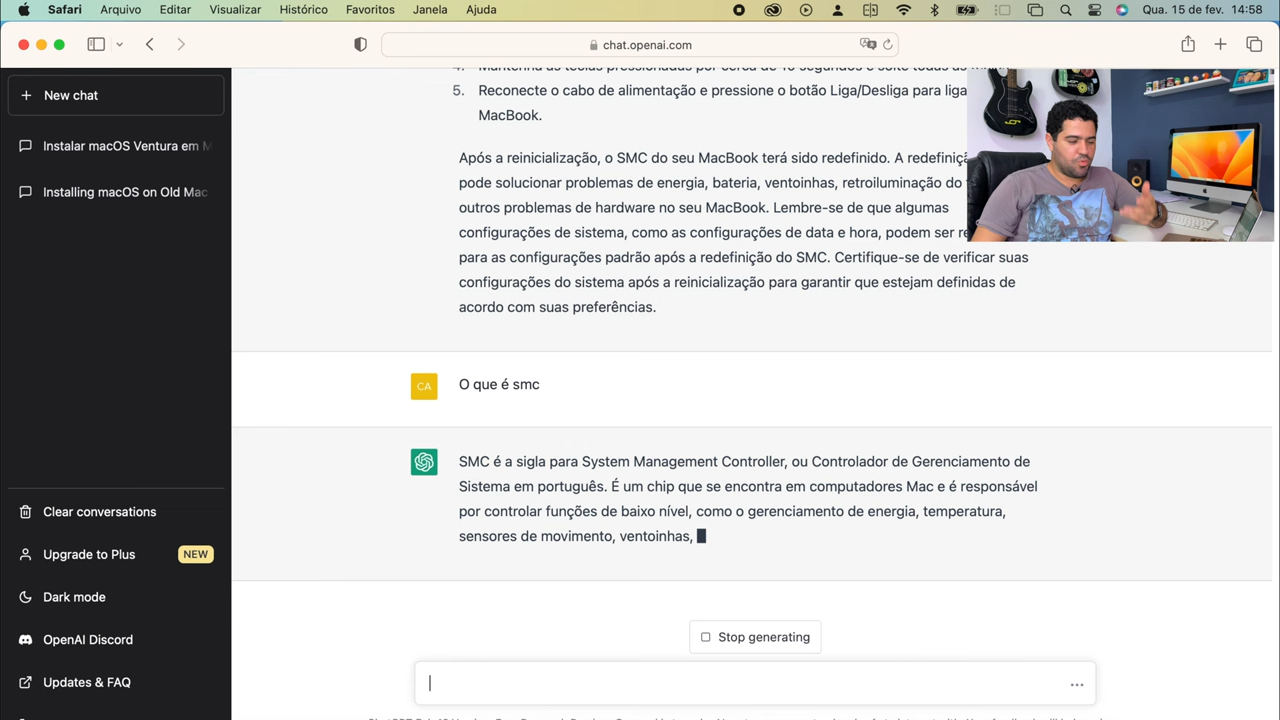 Safari Arquivo Editar Visualizar Histórico Favoritos Janela Ajuda Qua. 15 de fev. 14:58
chat.openai.com
New chat
Instalar macOS Ventura em M
Installing macOS on Old Mac
Clear conversations
Upgrade to Plus NEW
Dark mode
OpenAI Discord
Updates & FAQ
5. Reconecte o cabo de alimentação e pressione o botão Liga/Desliga para liga
MacBook.
Após a reinicialização, o SMC do seu MacBook terá sido redefinido. A redefiniç
pode solucionar problemas de energia, bateria, ventoinhas, retroiluminação do
outros problemas de hardware no seu MacBook. Lembre-se de que algumas
configurações de sistema, como as configurações de data e hora, podem ser re
para as configurações padrão após a redefinição do SMC. Certifique-se de verificar suas
configurações do sistema após a reinicialização para garantir que estejam definidas de
acordo com suas preferências.
CA
O que é smc
SMC é a sigla para System Management Controller, ou Controlador de Gerenciamento de
Sistema em português. É um chip que se encontra em computadores Mac e é responsável
por controlar funções de baixo nível, como o gerenciamento de energia, temperatura,
sensores de movimento, ventoinhas,
Stop generating